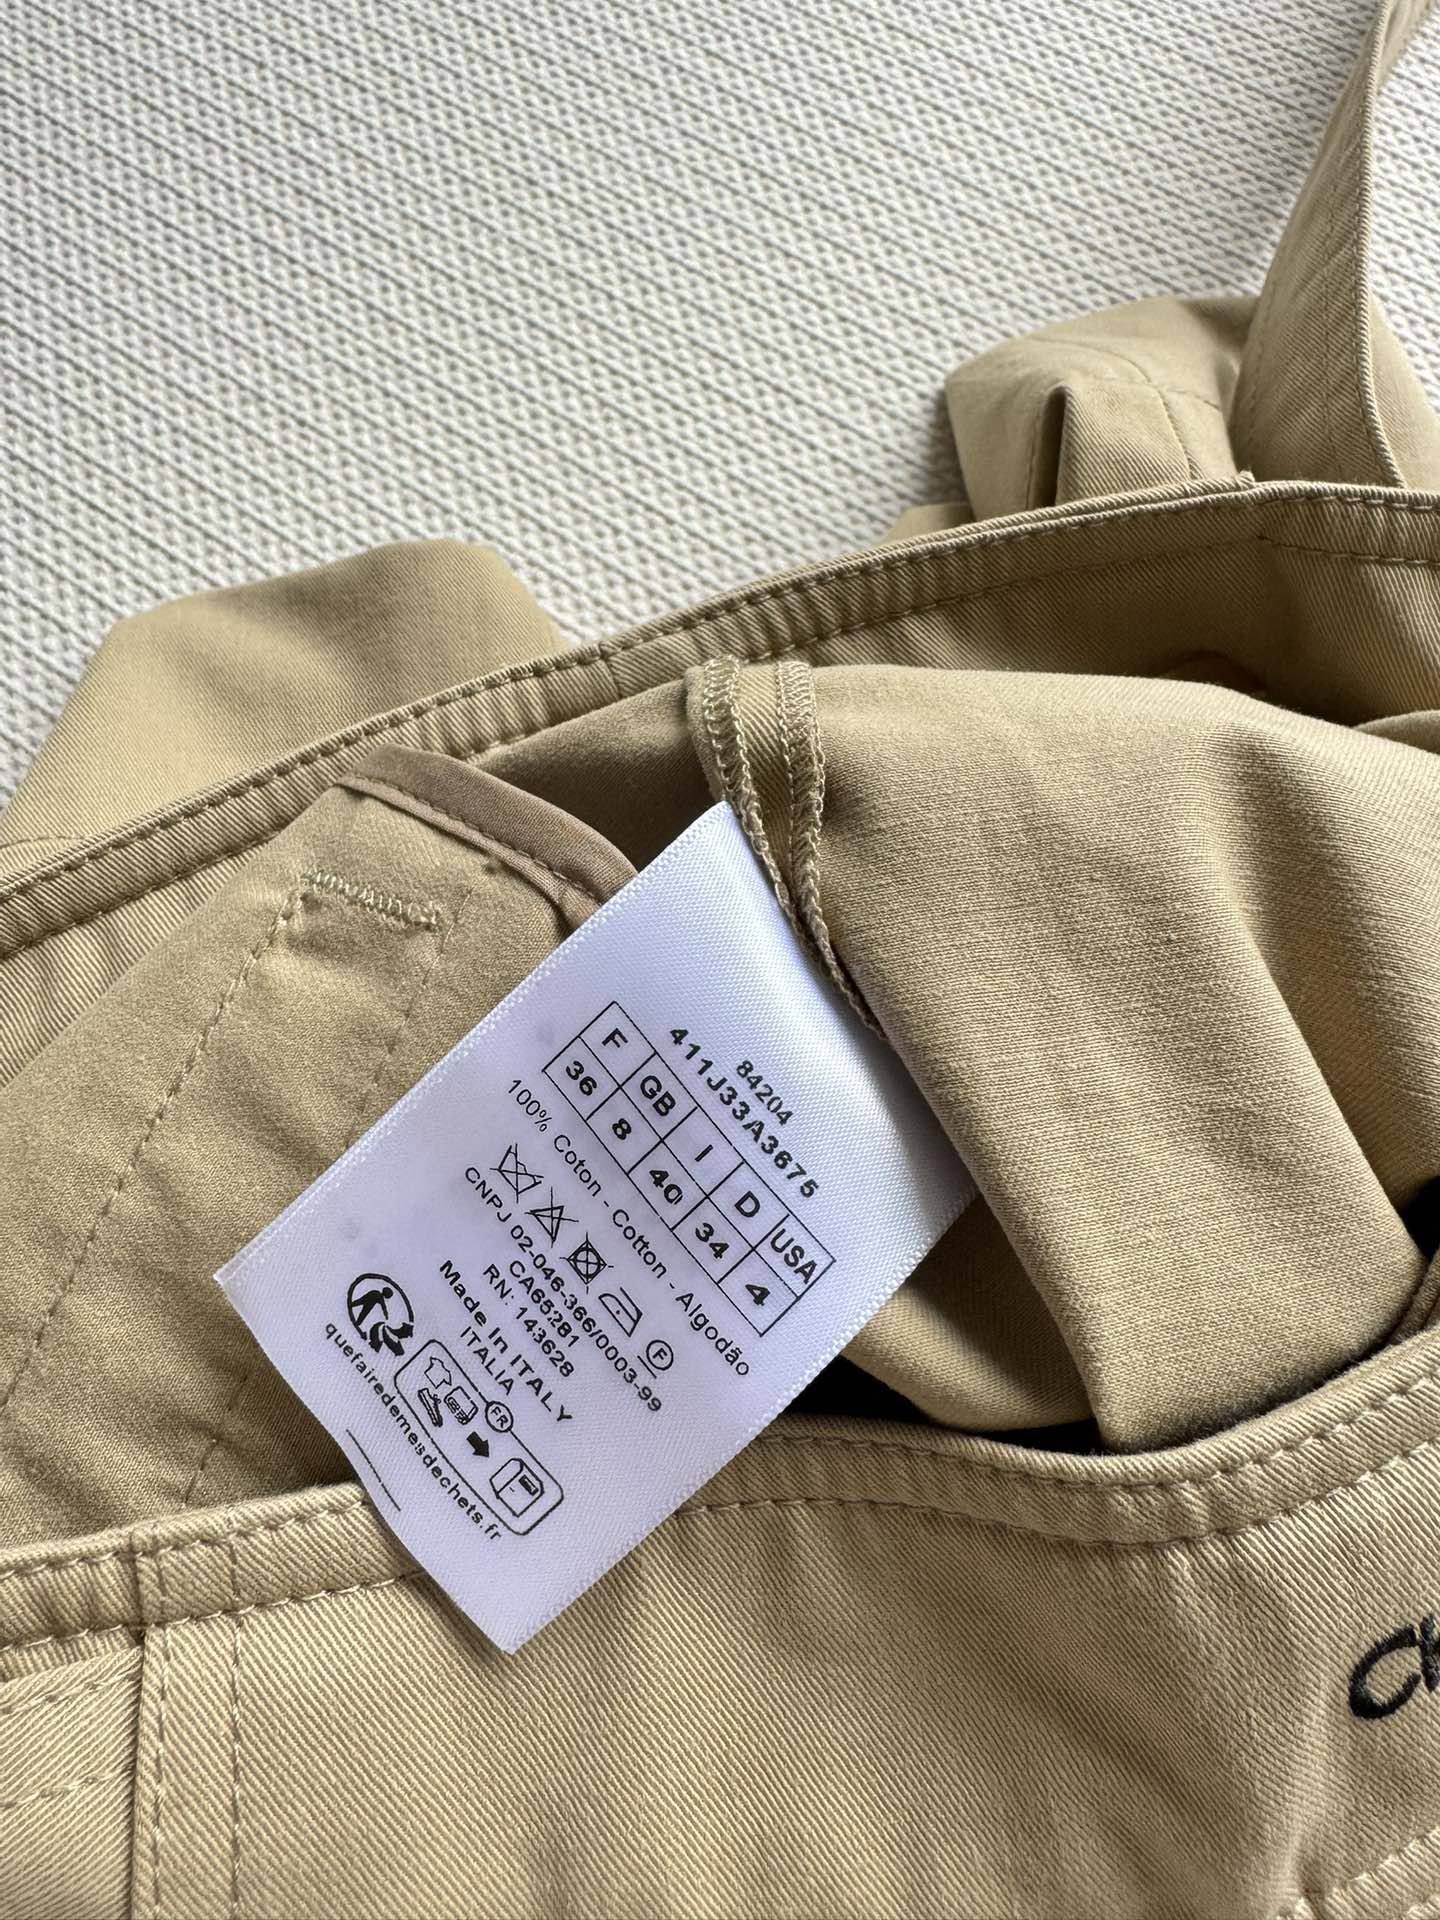 84204
411J33A3675
F GB I D USA
36 8 40 34 4
100% Coton - Cotton - Algodão
F
CNPJ 02-046-366/0003-99
CA65281
RN: 143628
Made In ITALY
ITALIA
FR
quefairedemesdechets.fr